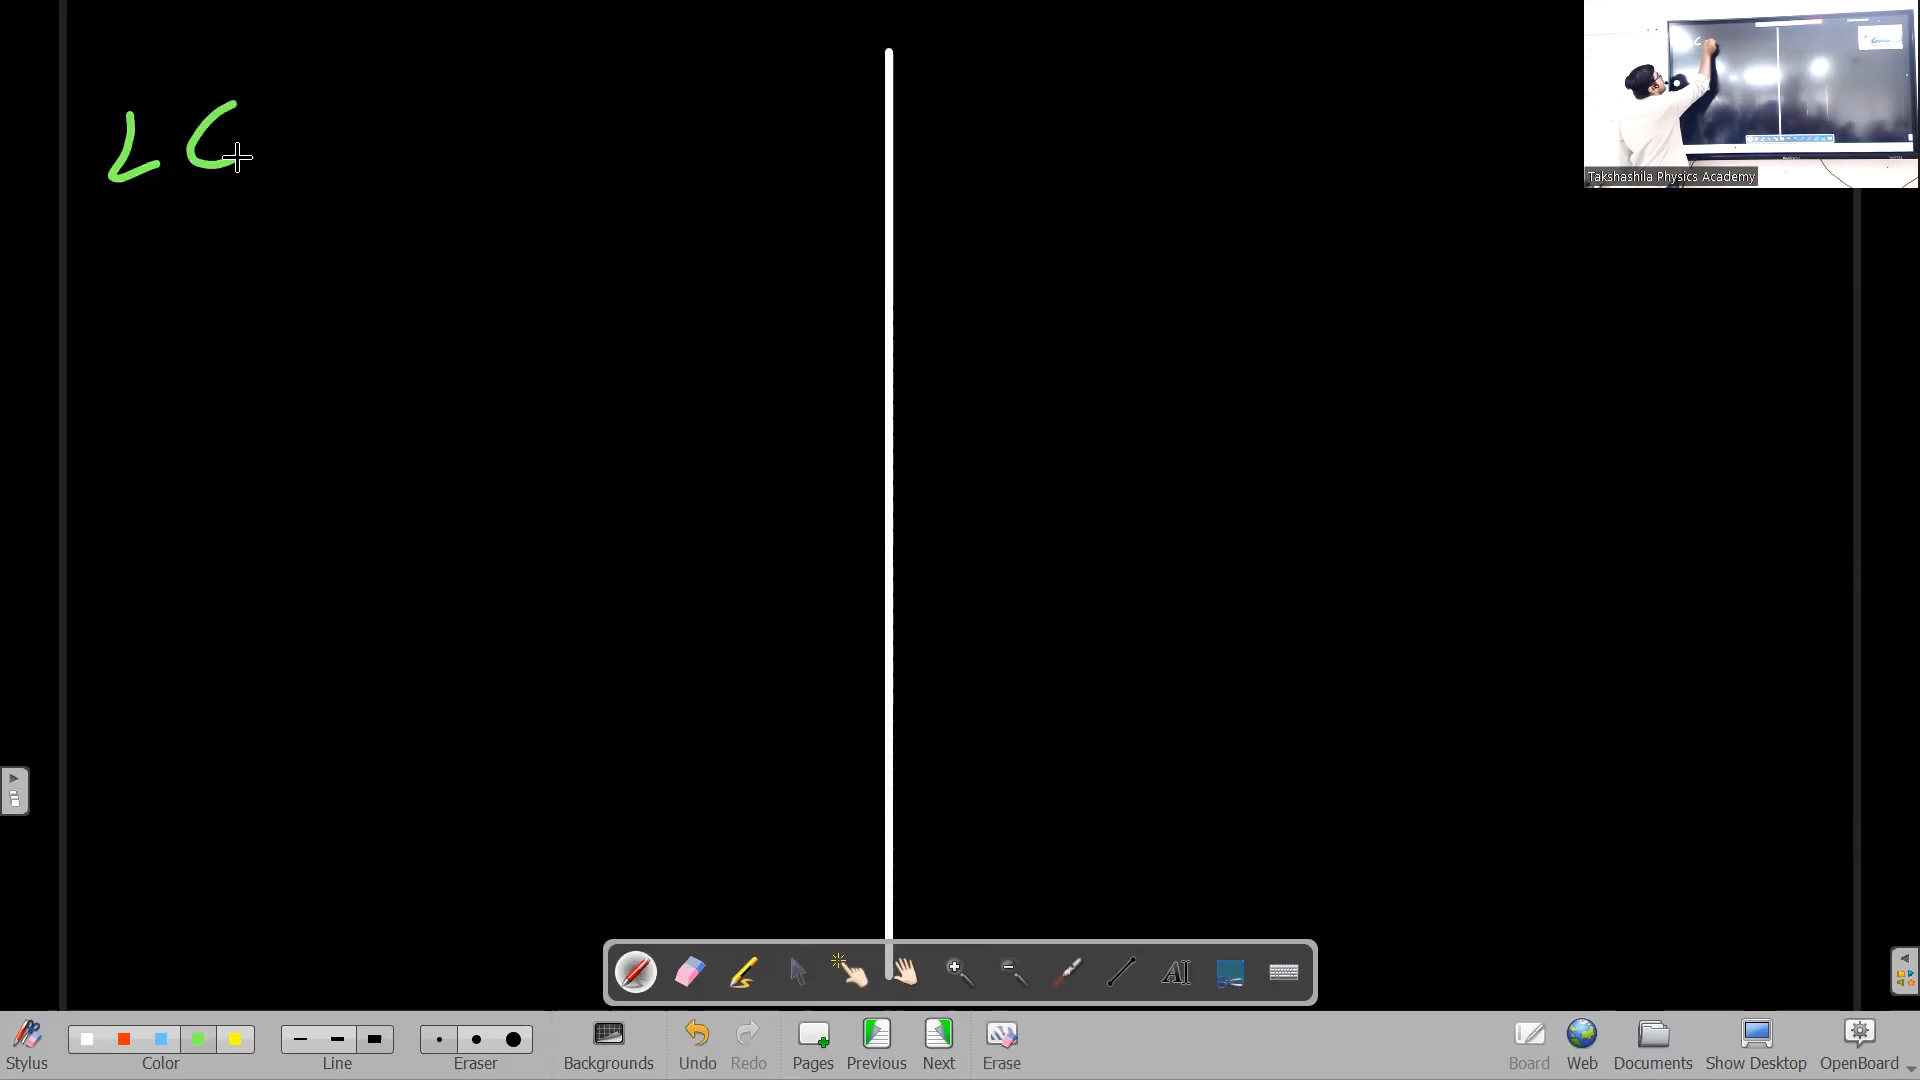 LC
Takshashila Physics Academy
Stylus
Color
Line
Eraser
Backgrounds
Undo
Redo
Pages
Previous
Next
Erase
Board
Web
Documents
Show Desktop
OpenBoard
AI